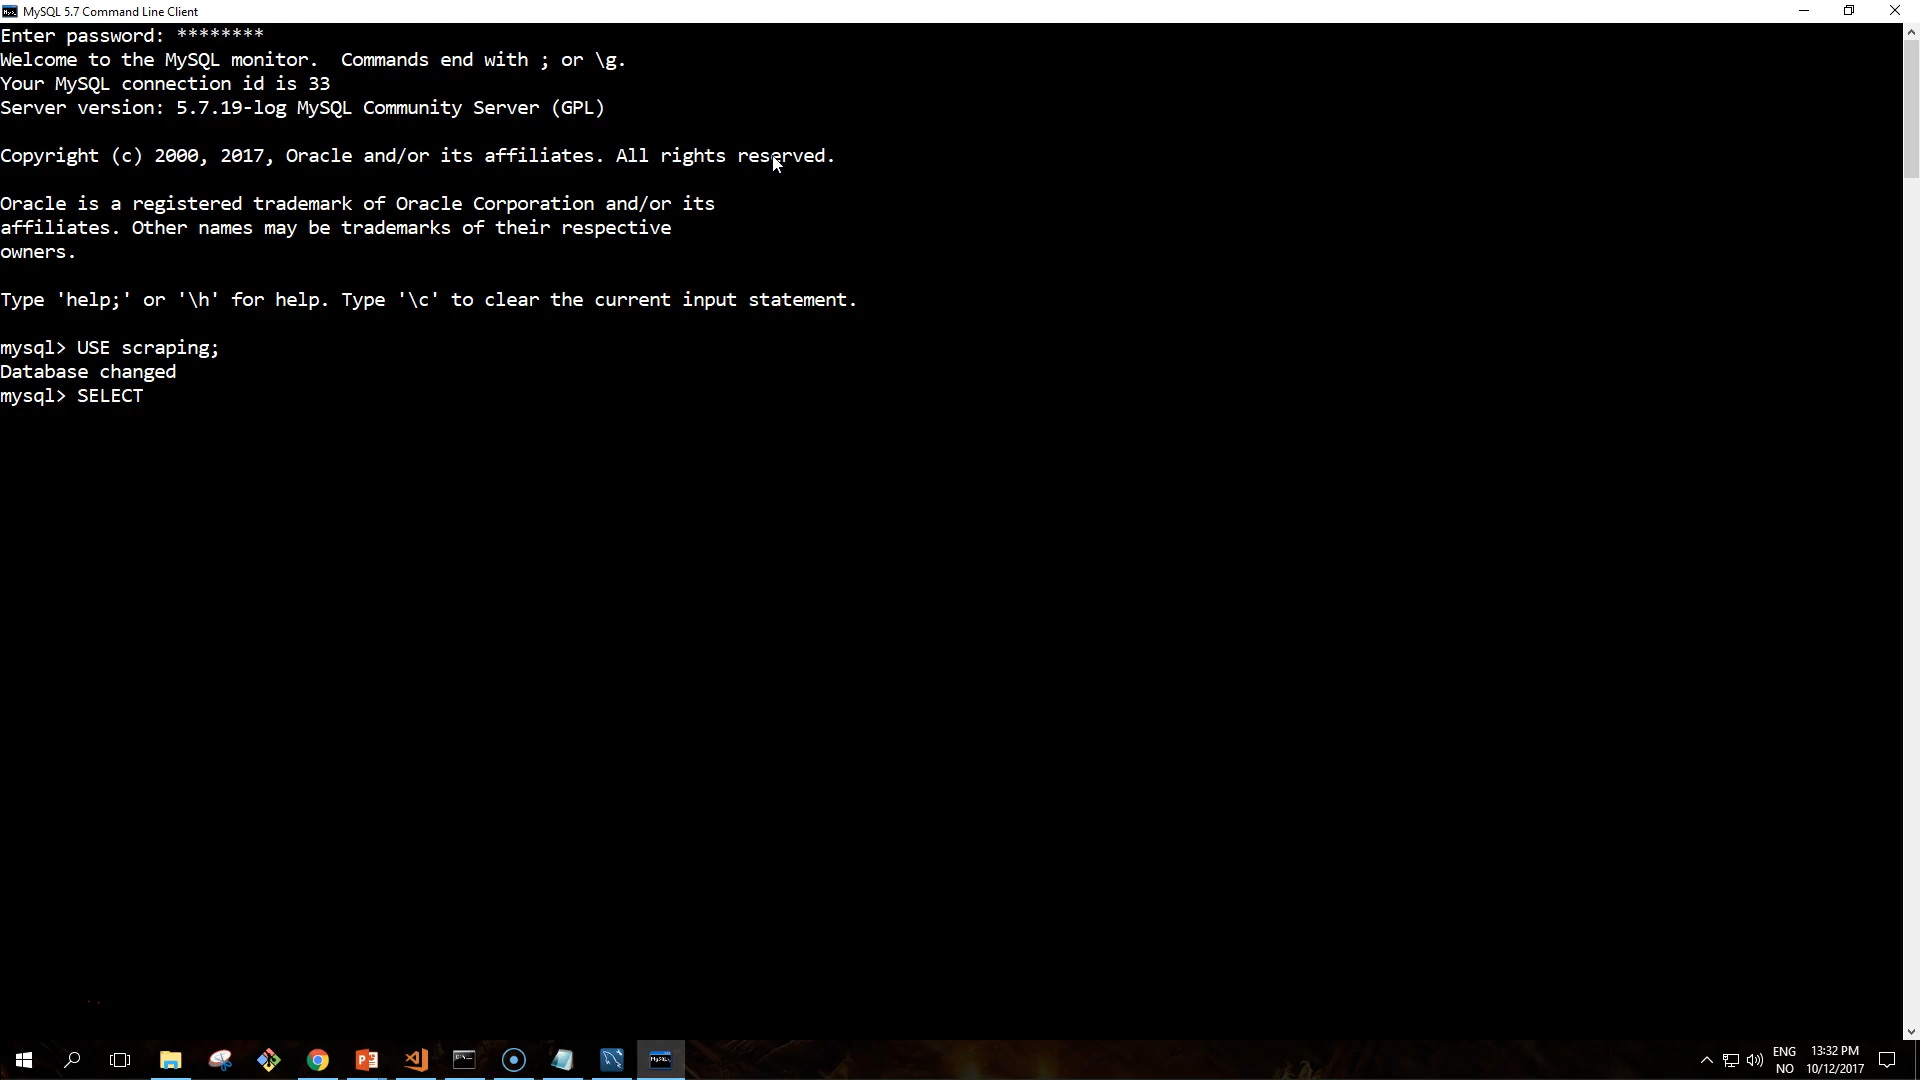 MySQL 5.7 Command Line Client
Enter password: ********
Welcome to the MySQL monitor.  Commands end with ; or \g.
Your MySQL connection id is 33
Server version: 5.7.19-log MySQL Community Server (GPL)
Copyright (c) 2000, 2017, Oracle and/or its affiliates. All rights reserved.
Oracle is a registered trademark of Oracle Corporation and/or its
affiliates. Other names may be trademarks of their respective
owners.
Type 'help;' or '\h' for help. Type '\c' to clear the current input statement.
mysql> USE scraping;
Database changed
mysql> SELECT
ENG 13:32 PM
NO 10/12/2017